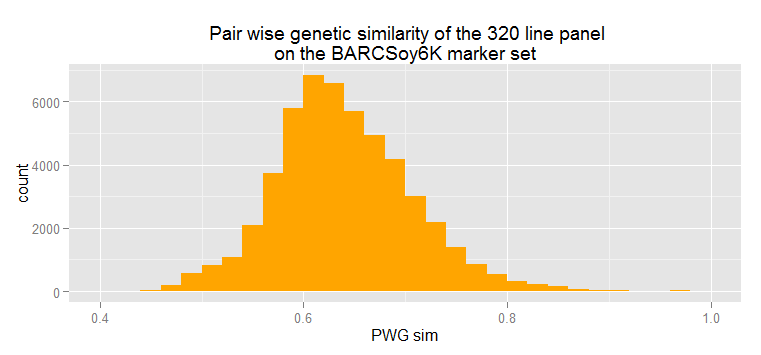 Pair wise genetic similarity of the 320 line panel
on the BARCSoy6K marker set
count
6000
4000
2000
0
0.4 0.6 0.8 1.0
PWG sim